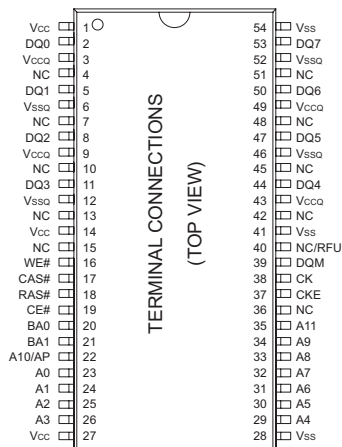 Vcc 1 54 Vss
DQ0 2 53 DQ7
VccQ 3 52 VssQ
NC 4 51 NC
DQ1 5 50 DQ6
VssQ 6 49 VccQ
NC 7 48 NC
DQ2 8 47 DQ5
VccQ 9 46 VssQ
NC 10 45 NC
DQ3 11 44 DQ4
VssQ 12 43 VccQ
NC 13 42 NC
Vcc 14 41 Vss
NC 15 40 NC/RFU
WE# 16 39 DQM
CAS# 17 38 CK
RAS# 18 37 CKE
CE# 19 36 NC
BA0 20 35 A11
BA1 21 34 A9
A10/AP 22 33 A8
A0 23 32 A7
A1 24 31 A6
A2 25 30 A5
A3 26 29 A4
Vcc 27 28 Vss
TERMINAL CONNECTIONS
(TOP VIEW)